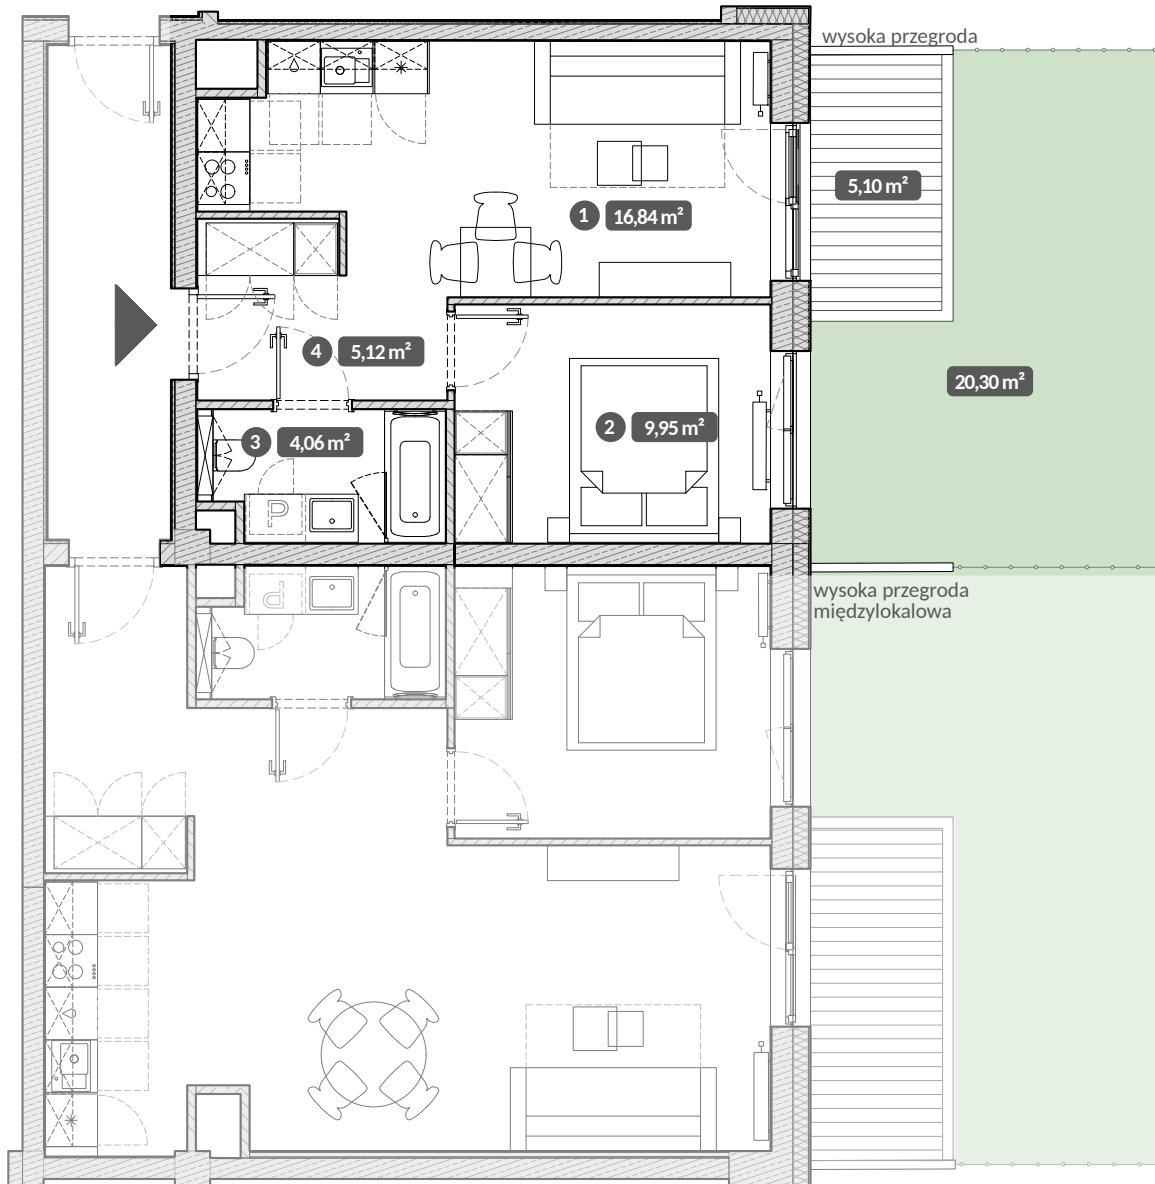 wysoka przegroda
5,10 m²
1 16,84 m²
4 5,12 m²
20,30 m²
2 9,95 m²
3 4,06 m²
P
P
wysoka przegroda
międzylokalowa